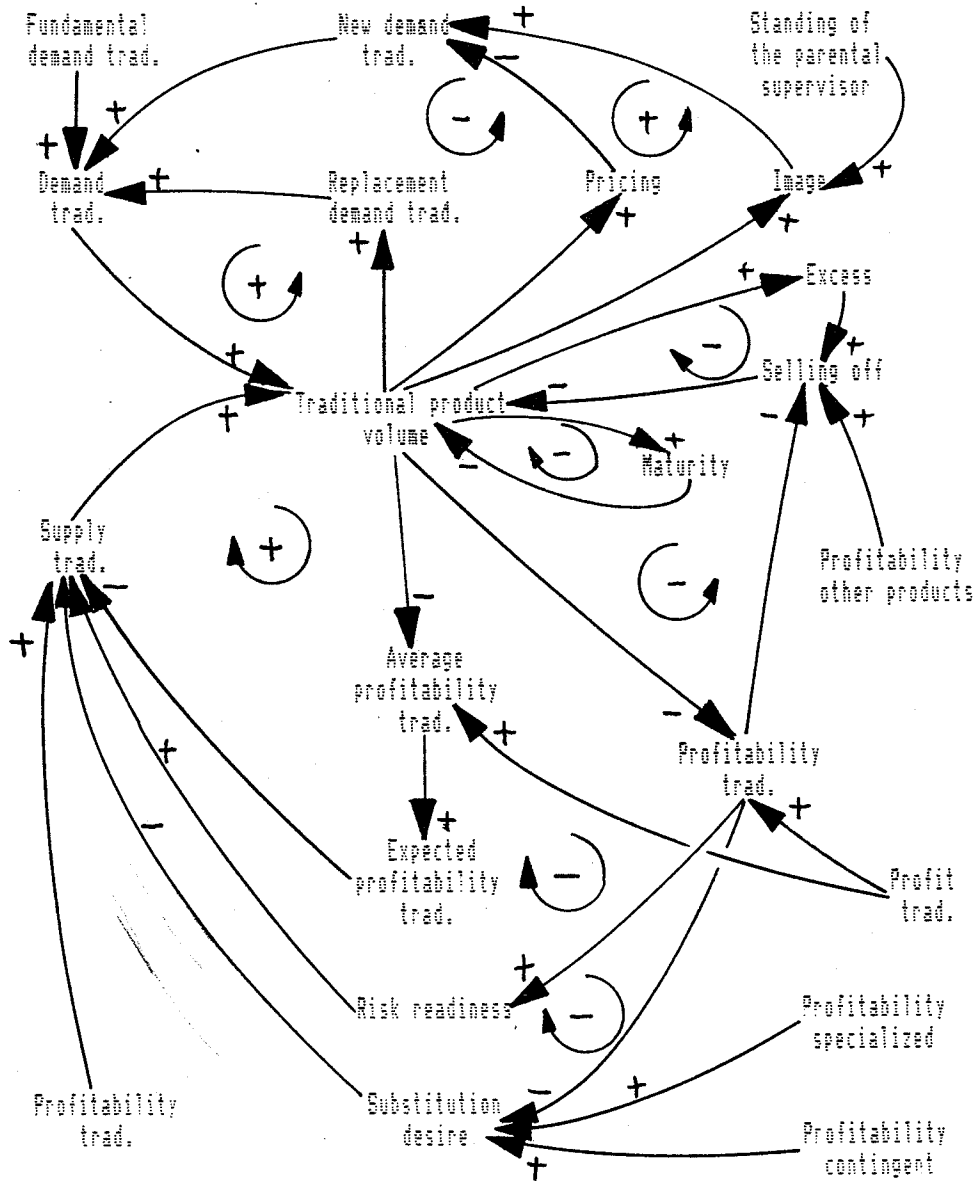 Fundamental
demand trad.
New demand
trad.
Standing of
the parental
supervisor
+
-
+
+
-
+
+
Demand
trad.
+
Replacement
demand trad.
Pricing
Image
+
+
+
+
+
+
Excess
+
-
+
Selling off
-
-
+
+
Traditional product
volume
+
-
-
Maturity
+
Supply
trad.
+
-
Profitability
other products
-
+
-
Average
profitability
trad.
-
+
+
Profitability
trad.
+
-
+
Expected
profitability
trad.
-
Profit
trad.
+
Risk readiness
-
Profitability
specialized
Profitability
trad.
Substitution
desire
-
+
+
Profitability
contingent